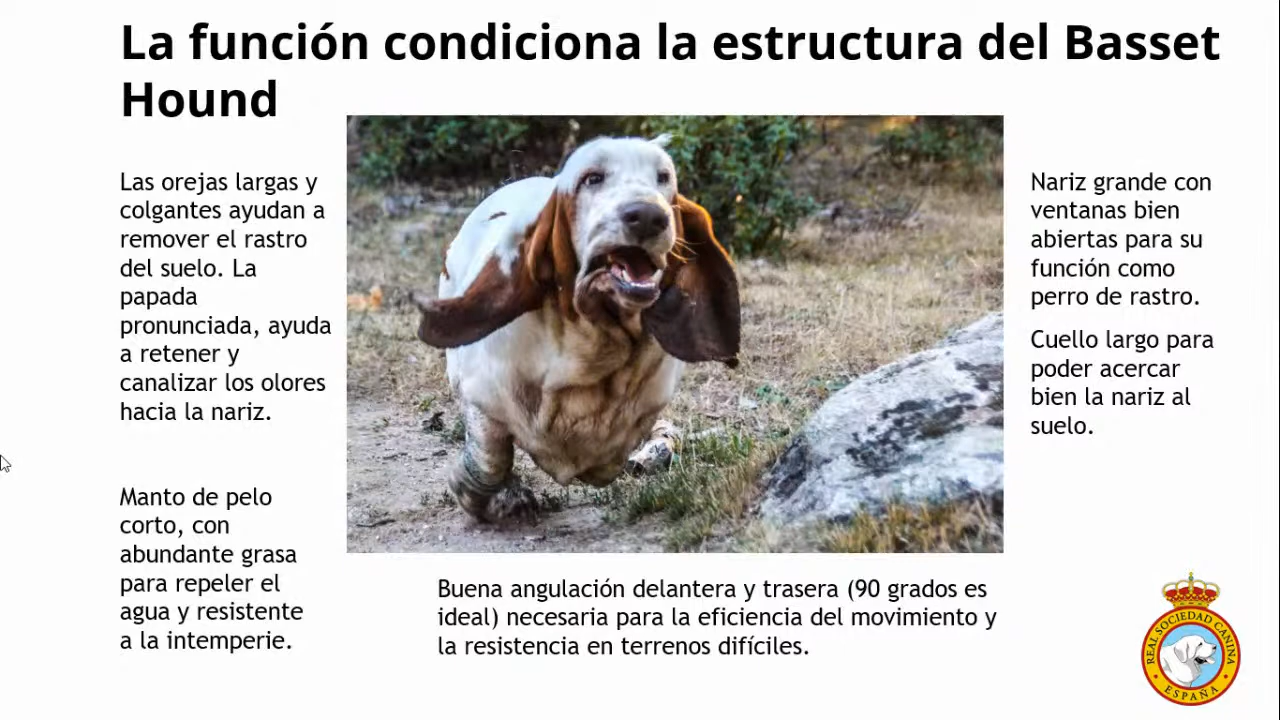 La función condiciona la estructura del Basset
Hound
Las orejas largas y
colgantes ayudan a
remover el rastro
del suelo. La
papada
pronunciada, ayuda
a retener y
canalizar los olores
hacia la nariz.
Manto de pelo
corto, con
abundante grasa
para repeler el
agua y resistente
a la intemperie.
Nariz grande con
ventanas bien
abiertas para su
función como
perro de rastro.
Cuello largo para
poder acercar
bien la nariz al
suelo.
Buena angulación delantera y trasera (90 grados es
ideal) necesaria para la eficiencia del movimiento y
la resistencia en terrenos difíciles.
REAL SOCIEDAD CANINA
ESPAÑA